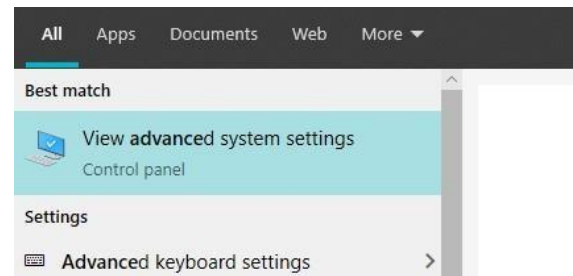 All Apps Documents Web More
Best match
View advanced system settings
Control panel
Settings
Advanced keyboard settings